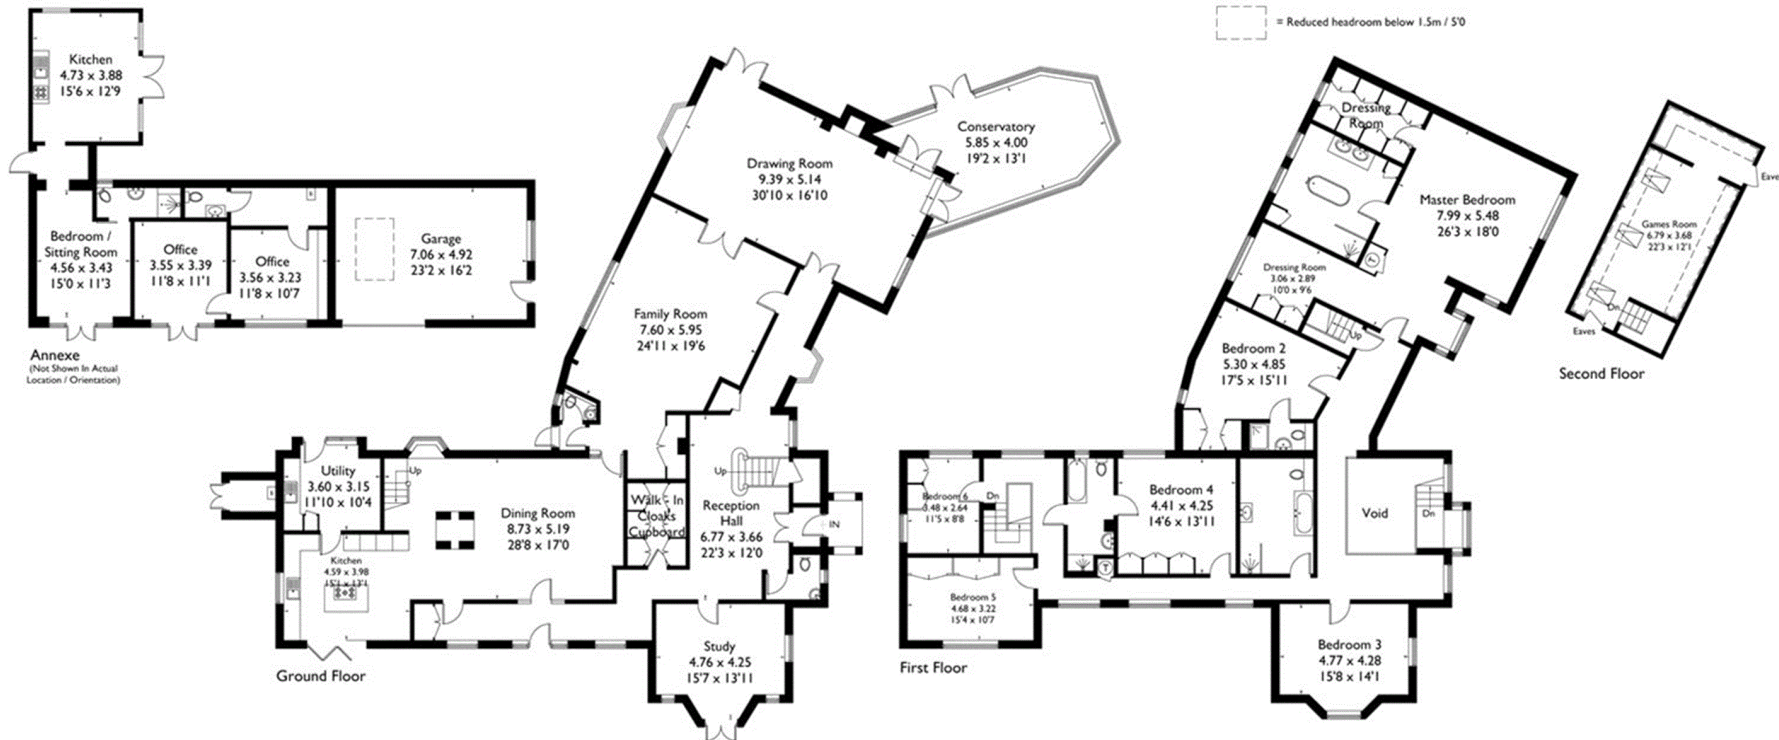 = Reduced headroom below 1.5m / 5'0
Kitchen
4.73 x 3.88
15'6 x 12'9
Bedroom /
Sitting Room
4.56 x 3.43
15'0 x 11'3
Office
3.55 x 3.39
11'8 x 11'1
Office
3.56 x 3.23
11'8 x 10'7
Garage
7.06 x 4.92
23'2 x 16'2
Annexe
(Not Shown In Actual
Location / Orientation)
Conservatory
5.85 x 4.00
19'2 x 13'1
Drawing Room
9.39 x 5.14
30'10 x 16'10
Family Room
7.60 x 5.95
24'11 x 19'6
Utility
3.60 x 3.15
11'10 x 10'4
Up
Dining Room
8.73 x 5.19
28'8 x 17'0
Walk - In
Cloaks
Cupboard
Up
Reception
Hall
6.77 x 3.66
22'3 x 12'0
IN
Kitchen
4.59 x 3.98
15'1 x 13'1
Study
4.76 x 4.25
15'7 x 13'11
Ground Floor
Dressing
Room
Master Bedroom
7.99 x 5.48
26'3 x 18'0
T
Dressing Room
3.06 x 2.89
10'0 x 9'6
Up
Bedroom 2
5.30 x 4.85
17'5 x 15'11
Bedroom 6
3.48 x 2.64
11'5 x 8'8
Dn
Bedroom 4
4.41 x 4.25
14'6 x 13'11
Void
Dn
T
Bedroom 5
4.68 x 3.22
15'4 x 10'7
Bedroom 3
4.77 x 4.28
15'8 x 14'1
First Floor
Eave
Games Room
6.79 x 3.68
22'3 x 12'1
Dn
Eaves
Second Floor